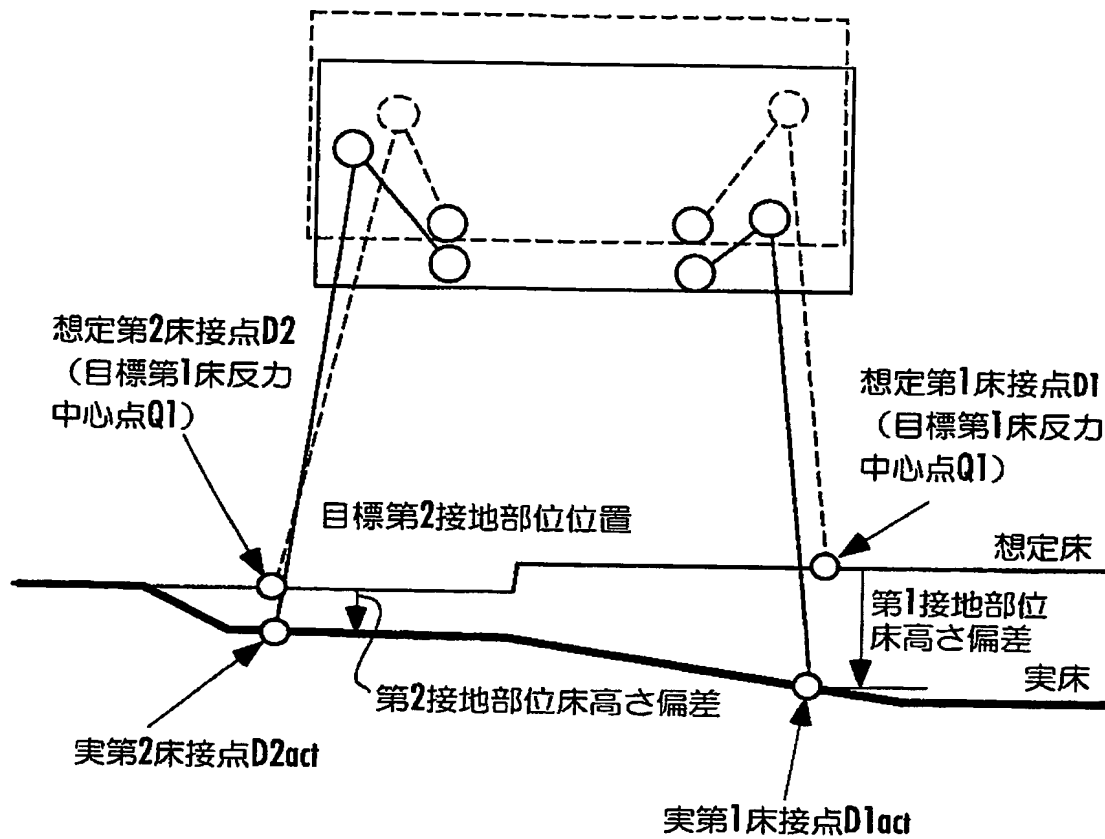 想定第2床接点D2
（目標第1床反力
中心点Q1）
想定第1床接点D1
（目標第1床反力
中心点Q1）
目標第2接地部位位置
想定床
第1接地部位
床高さ偏差
実床
第2接地部位床高さ偏差
実第2床接点D2act
実第1床接点D1act